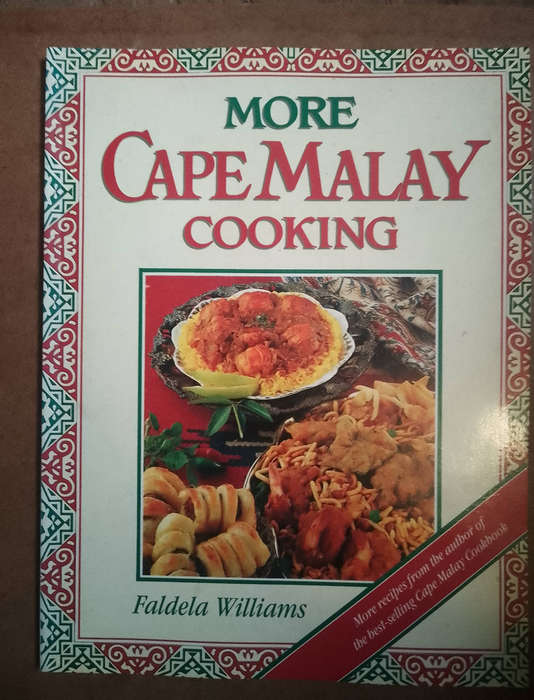 MORE
CAPE MALAY
COOKING
Faldela Williams
More recipes from the author of
the best-selling Cape Malay Cookbook